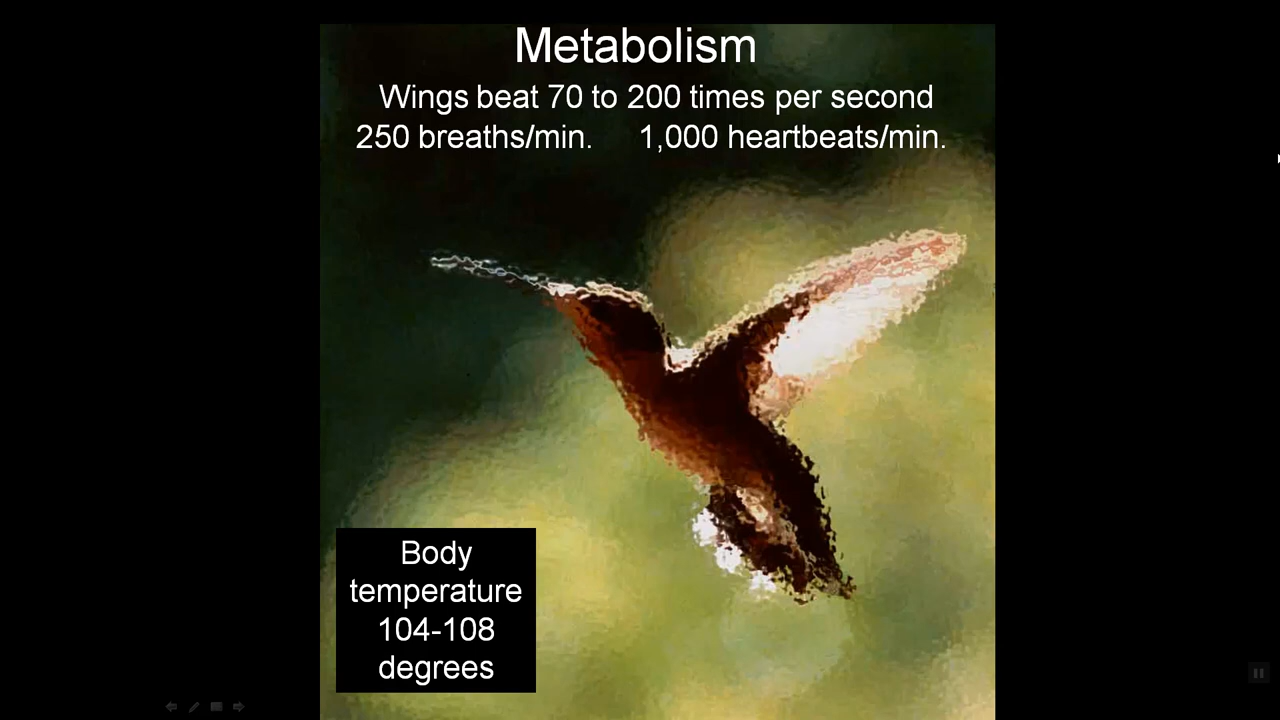 Metabolism
Wings beat 70 to 200 times per second
250 breaths/min. 1,000 heartbeats/min.
Body
temperature
104-108
degrees